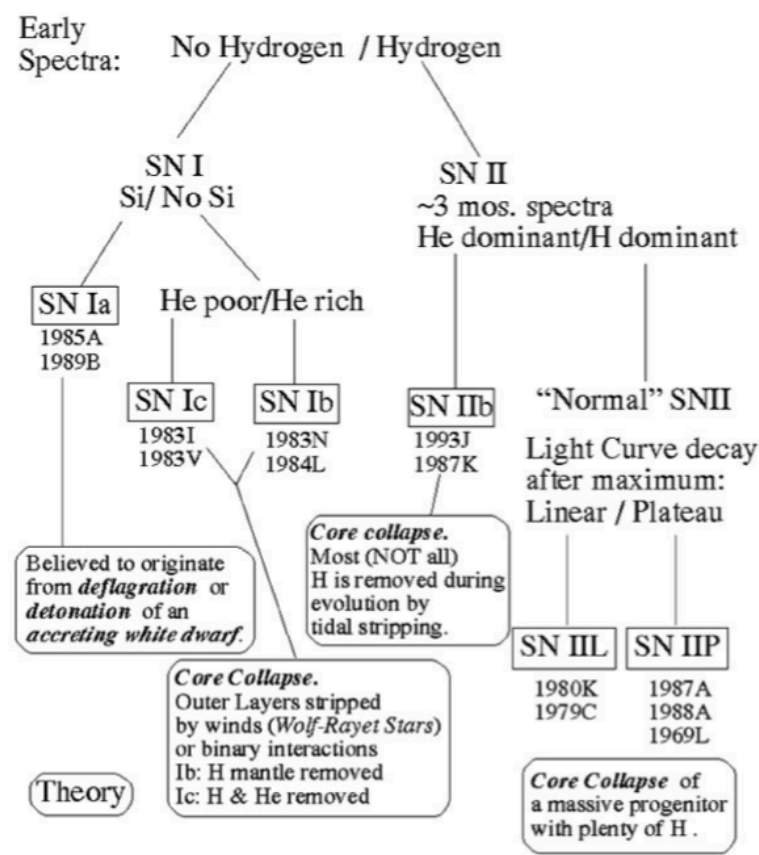 Early
Spectra:
No Hydrogen / Hydrogen
SN I
Si/ No Si
SN II
~3 mos. spectra
He dominant/H dominant
SN Ia
1985A
1989B
He poor/He rich
SN Ic
1983I
1983V
SN Ib
1983N
1984L
SN IIb
1993J
1987K
“Normal” SNII
Light Curve decay
after maximum:
Linear / Plateau
Believed to originate
from deflagration or
detonation of an
accreting white dwarf.
Core collapse.
Most (NOT all)
H is removed during
evolution by
tidal stripping.
SN IIL
1980K
1979C
SN IIP
1987A
1988A
1969L
Core Collapse.
Outer Layers stripped
by winds (Wolf-Rayet Stars)
or binary interactions
Ib: H mantle removed
Ic: H & He removed
Core Collapse of
a massive progenitor
with plenty of H .
Theory